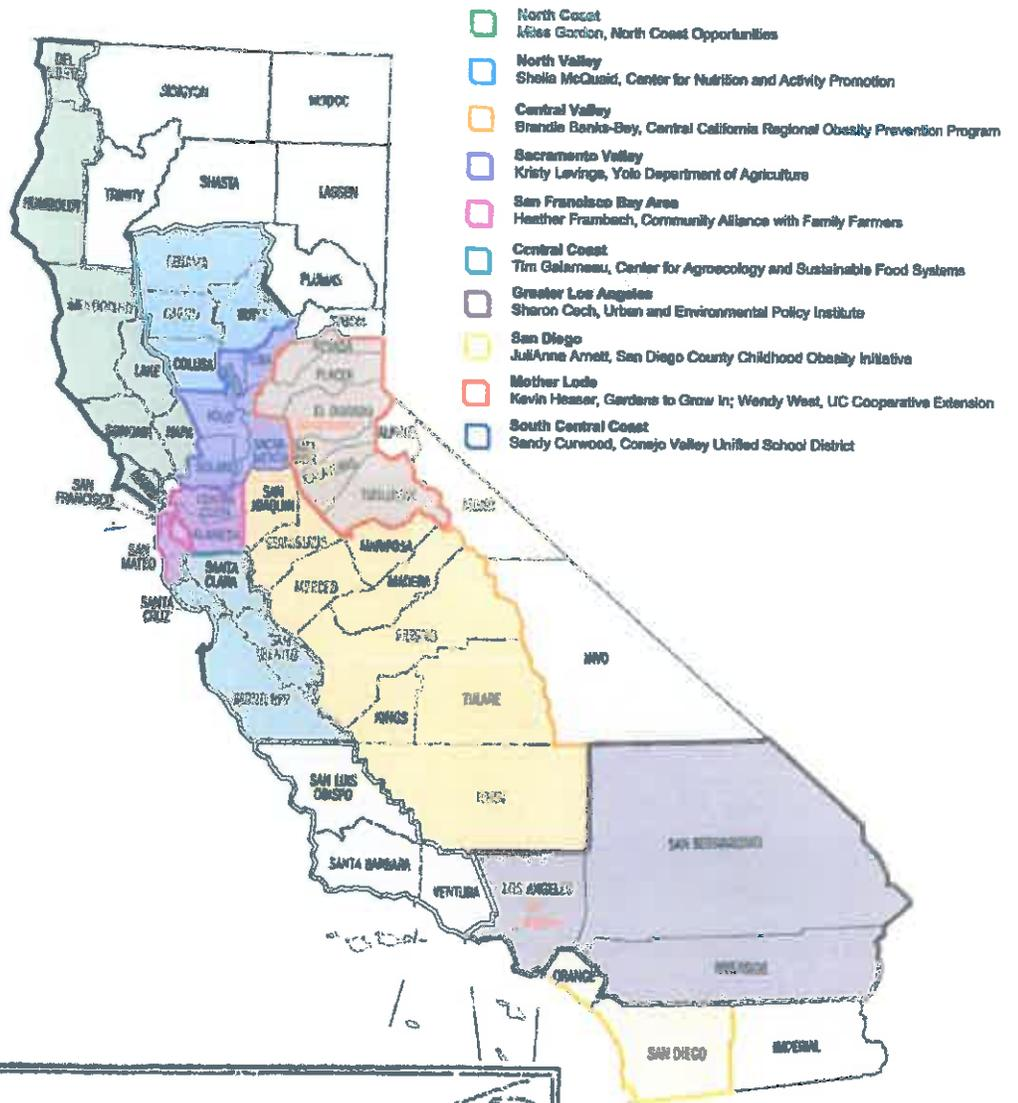 North Coast
Miles Gordon, North Coast Opportunities
North Valley
Sheila McQuaid, Center for Nutrition and Activity Promotion
Central Valley
Brandie Banks-Bey, Central California Regional Obesity Prevention Program
Sacramento Valley
Kristy Levings, Yolo Department of Agriculture
San Francisco Bay Area
Heather Frambach, Community Alliance with Family Farmers
Central Coast
Tim Galarneau, Center for Agroecology and Sustainable Food Systems
Greater Los Angeles
Sharon Cech, Urban and Environmental Policy Institute
San Diego
JuliAnne Arnett, San Diego County Childhood Obesity Initiative
Mother Lode
Kevin Hesser, Gardens to Grow In; Wendy West, UC Cooperative Extension
South Central Coast
Sandy Curwood, Conejo Valley Unified School District
DEL
SISKIYOU
MODOC
HUMBOLDT
TRINITY
SHASTA
LASSEN
TEHAMA
PLUMAS
MENDOCINO
GLENN
LAKE
COLUSA
NEVADA
PLACER
YOLO
EL DORADO
SONOMA
NAPA
SOLANO
SAN
FRANCISCO
SAN
JOAQUIN
TUOLUMNE
ALAMEDA
SAN
MATEO
SANTA
CLARA
STANISLAUS
MARIPOSA
SANTA
CRUZ
MERCED
MADERA
SAN
BENITO
FRESNO
INYO
MONTEREY
KINGS
TULARE
SAN LUIS
OBISPO
KERN
SAN BERNARDINO
SANTA BARBARA
VENTURA
LOS ANGELES
ORANGE
RIVERSIDE
SAN DIEGO
IMPERIAL